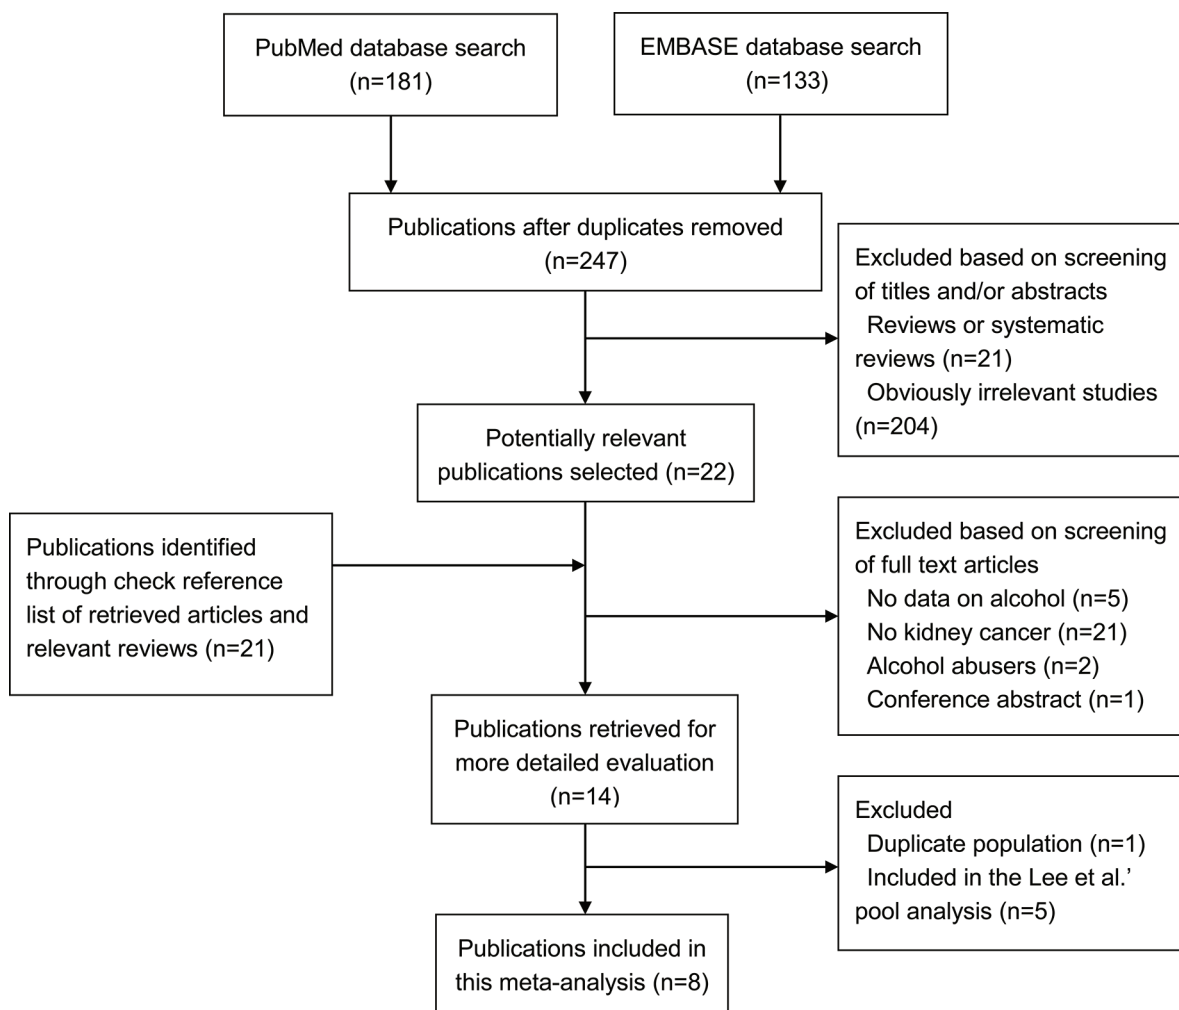 PubMed database search
(n=181)
EMBASE database search
(n=133)
Publications after duplicates removed
(n=247)
Excluded based on screening
of titles and/or abstracts
Reviews or systematic
reviews (n=21)
Obviously irrelevant studies
(n=204)
Potentially relevant
publications selected (n=22)
Publications identified
through check reference
list of retrieved articles and
relevant reviews (n=21)
Excluded based on screening
of full text articles
No data on alcohol (n=5)
No kidney cancer (n=21)
Alcohol abusers (n=2)
Conference abstract (n=1)
Publications retrieved for
more detailed evaluation
(n=14)
Excluded
Duplicate population (n=1)
Included in the Lee et al.’
pool analysis (n=5)
Publications included in
this meta-analysis (n=8)